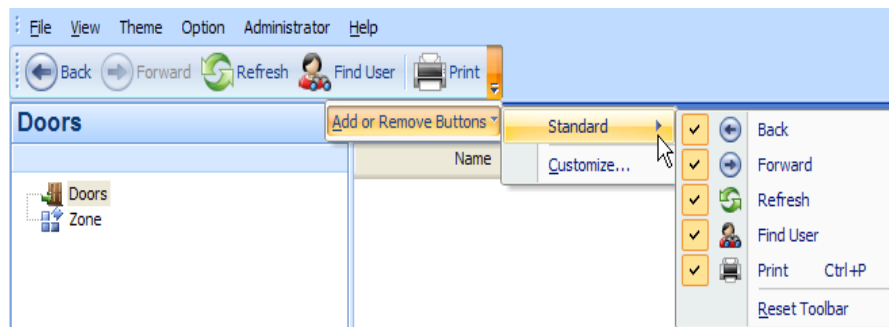 File View Theme Option Administrator Help
Back Forward Refresh Find User Print
Doors
Add or Remove Buttons
Standard
Customize...
Back
Forward
Refresh
Find User
Print Ctrl+P
Reset Toolbar
Name
Doors
Zone